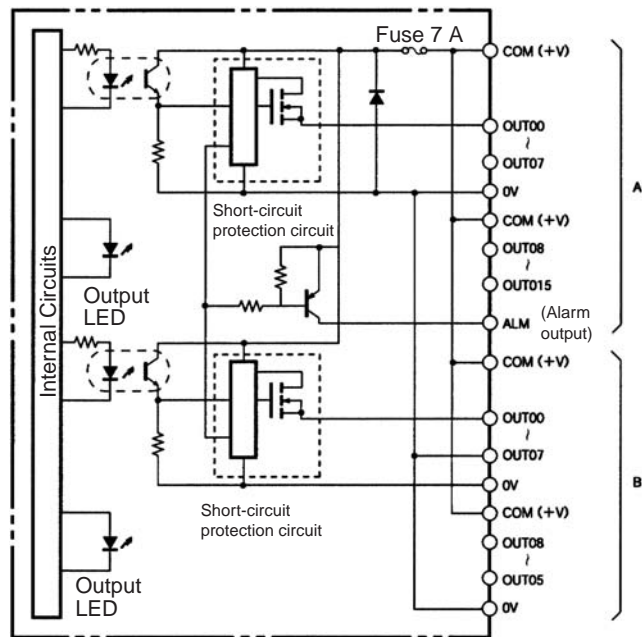 Fuse 7 A
COM (+V)
OUT00
~
OUT07
0V
A
Short-circuit
protection circuit
COM (+V)
OUT08
~
OUT015
Internal Circuits
Output
LED
ALM
(Alarm
output)
COM (+V)
OUT00
~
OUT07
0V
B
Short-circuit
protection circuit
COM (+V)
OUT08
~
OUT05
Output
LED
0V